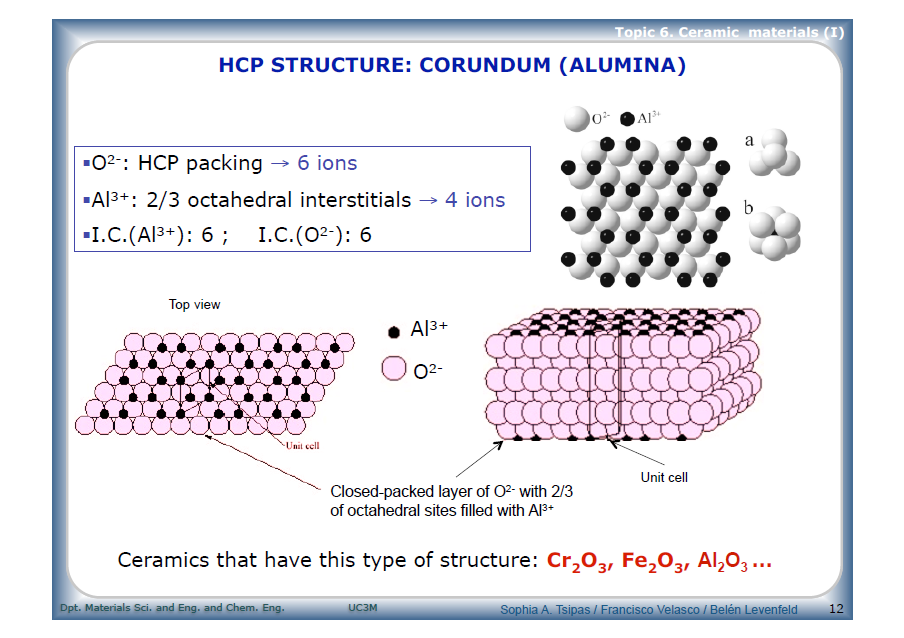 Topic 6. Ceramic materials (I)
HCP STRUCTURE: CORUNDUM (ALUMINA)
O²⁻ Al³⁺
a
b
▪O²⁻: HCP packing → 6 ions
▪Al³⁺: 2/3 octahedral interstitials → 4 ions
▪I.C.(Al³⁺): 6 ; I.C.(O²⁻): 6
Top view
Al³⁺
O²⁻
Unit cell
Unit cell
Closed-packed layer of O²⁻ with 2/3
of octahedral sites filled with Al³⁺
Ceramics that have this type of structure: Cr₂O₃, Fe₂O₃, Al₂O₃ ...
Dpt. Materials Sci. and Eng. and Chem. Eng. UC3M Sophia A. Tsipas / Francisco Velasco / Belén Levenfeld 12